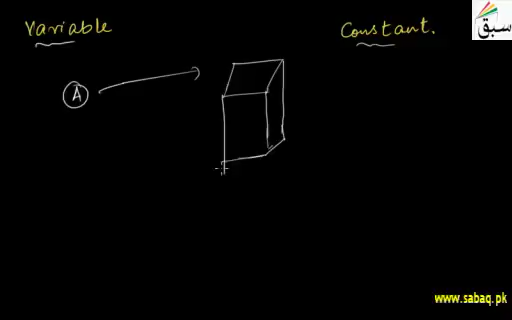 Variable
Constant.
سبق
A
www.sabaq.pk